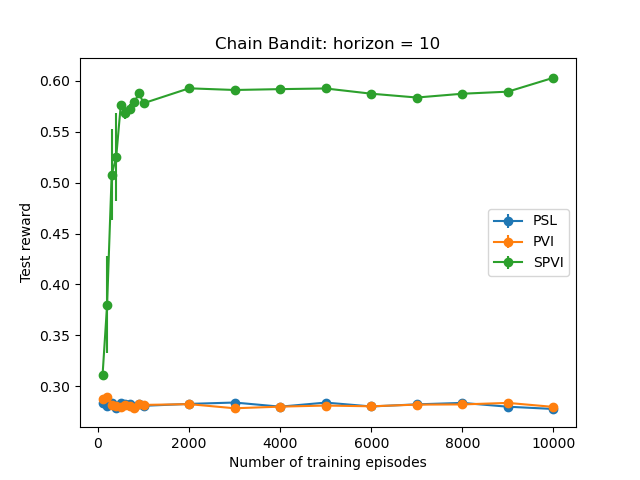 Chain Bandit: horizon = 10
Test reward
0.60
0.55
0.50
0.45
0.40
0.35
0.30
PSL
PVI
SPVI
0
2000
4000
6000
8000
10000
Number of training episodes